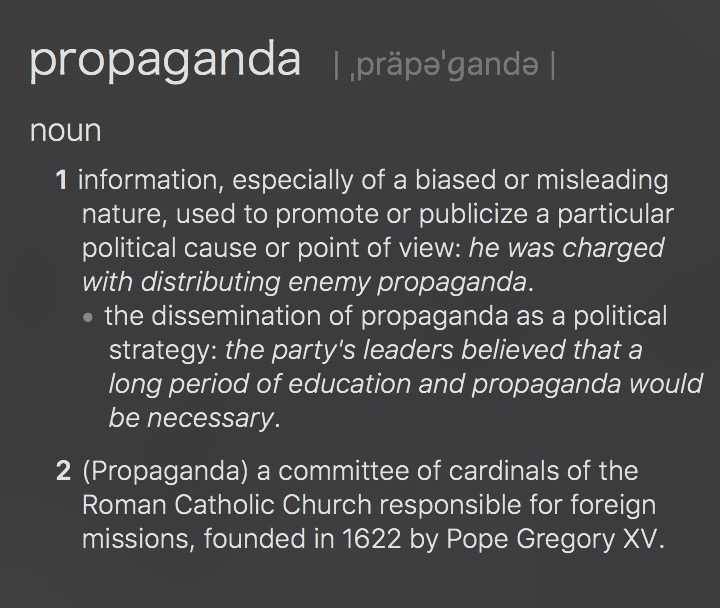 propaganda | ˌpräpəˈɡandə |
noun
1 information, especially of a biased or misleading
nature, used to promote or publicize a particular
political cause or point of view: he was charged
with distributing enemy propaganda.
• the dissemination of propaganda as a political
strategy: the party's leaders believed that a
long period of education and propaganda would
be necessary.
2 (Propaganda) a committee of cardinals of the
Roman Catholic Church responsible for foreign
missions, founded in 1622 by Pope Gregory XV.